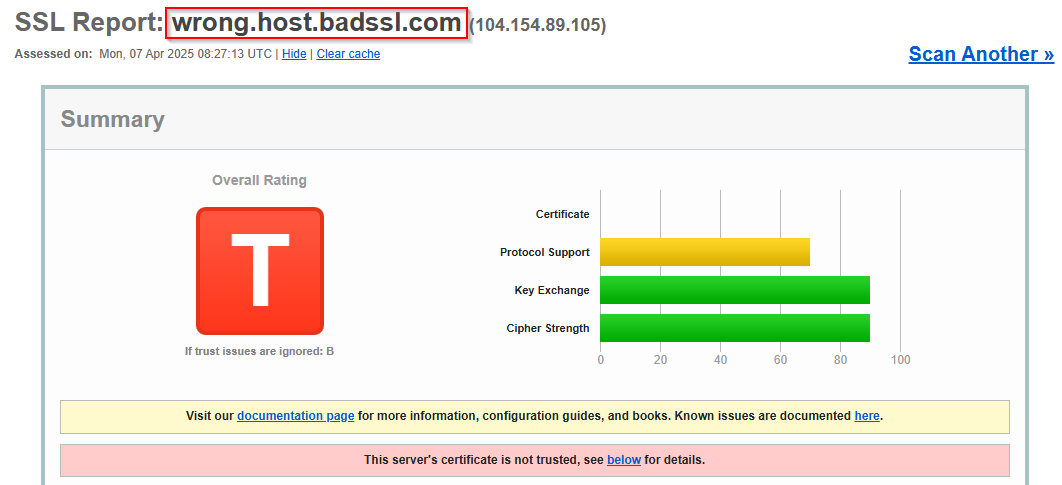 SSL Report: wrong.host.badssl.com (104.154.89.105)
Assessed on: Mon, 07 Apr 2025 08:27:13 UTC | Hide | Clear cache
Scan Another »
Summary
Overall Rating
T
If trust issues are ignored: B
Certificate
Protocol Support
Key Exchange
Cipher Strength
0 20 40 60 80 100
Visit our documentation page for more information, configuration guides, and books. Known issues are documented here.
This server's certificate is not trusted, see below for details.